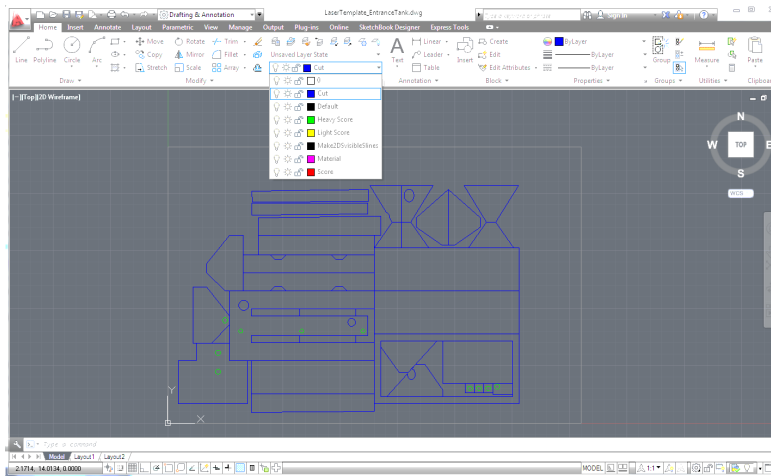 Drafting & Annotation
LaserTemplate_EntranceTank.dwg
Sign In
Home Insert Annotate Layout Parametric View Manage Output Plug-ins Online SketchBook Designer Express Tools
Line Polyline Circle Arc
Move Rotate Trim
Copy Mirror Fillet
Stretch Scale Array
Unsaved Layer State
Cut
Text
Linear
Leader
Table
Insert
Create
Edit
Edit Attributes
ByLayer
ByLayer
ByLayer
Group
Measure
Paste
Draw Modify Annotation Block Properties Groups Utilities Clipboard
0
Cut
Default
Heavy Score
Light Score
Make2D$visible$lines
Material
Score
[-][Top][2D Wireframe]
N
W TOP E
S
WCS
Y
X
Type a command
Model Layout1 Layout2
2.1714, 14.0134, 0.0000
MODEL
1:1